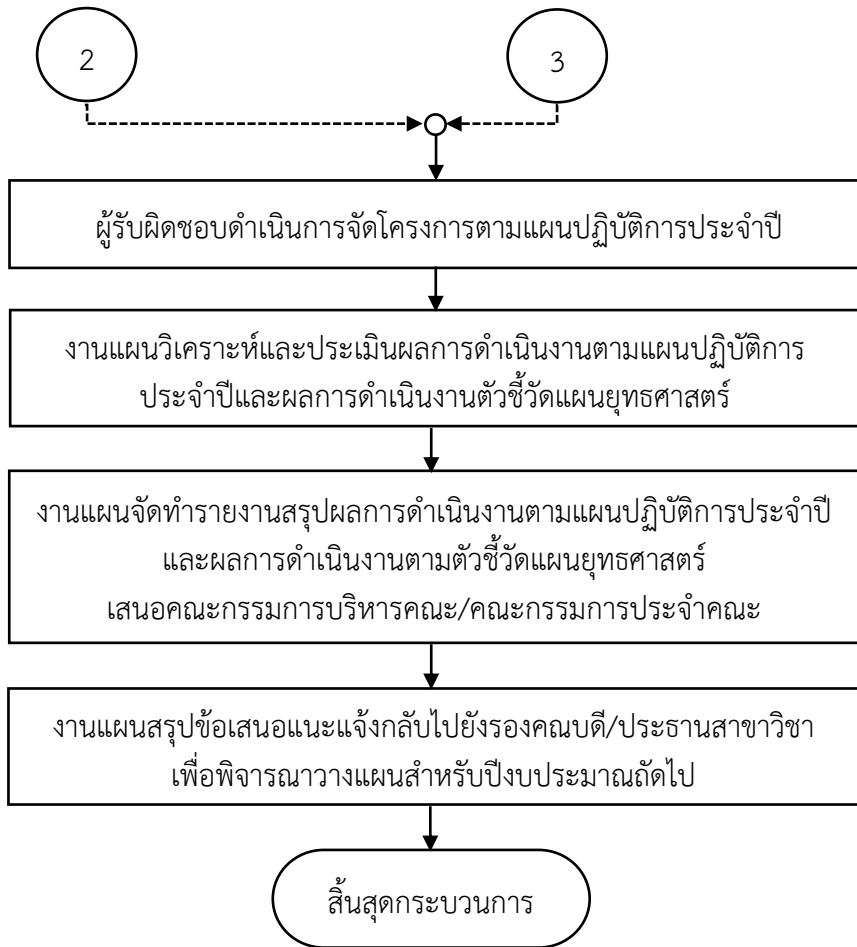 2
3
ผู้รับผิดชอบดำเนินการจัดโครงการตามแผนปฏิบัติการประจำปี
งานแผนวิเคราะห์และประเมินผลการดำเนินงานตามแผนปฏิบัติการ
ประจำปีและผลการดำเนินงานตัวชี้วัดแผนยุทธศาสตร์
งานแผนจัดทำรายงานสรุปผลการดำเนินงานตามแผนปฏิบัติการประจำปี
และผลการดำเนินงานตามตัวชี้วัดแผนยุทธศาสตร์
เสนอคณะกรรมการบริหารคณะ/คณะกรรมการประจำคณะ
งานแผนสรุปข้อเสนอแนะแจ้งกลับไปยังรองคณบดี/ประธานสาขาวิชา
เพื่อพิจารณาวางแผนสำหรับปีงบประมาณถัดไป
สิ้นสุดกระบวนการ